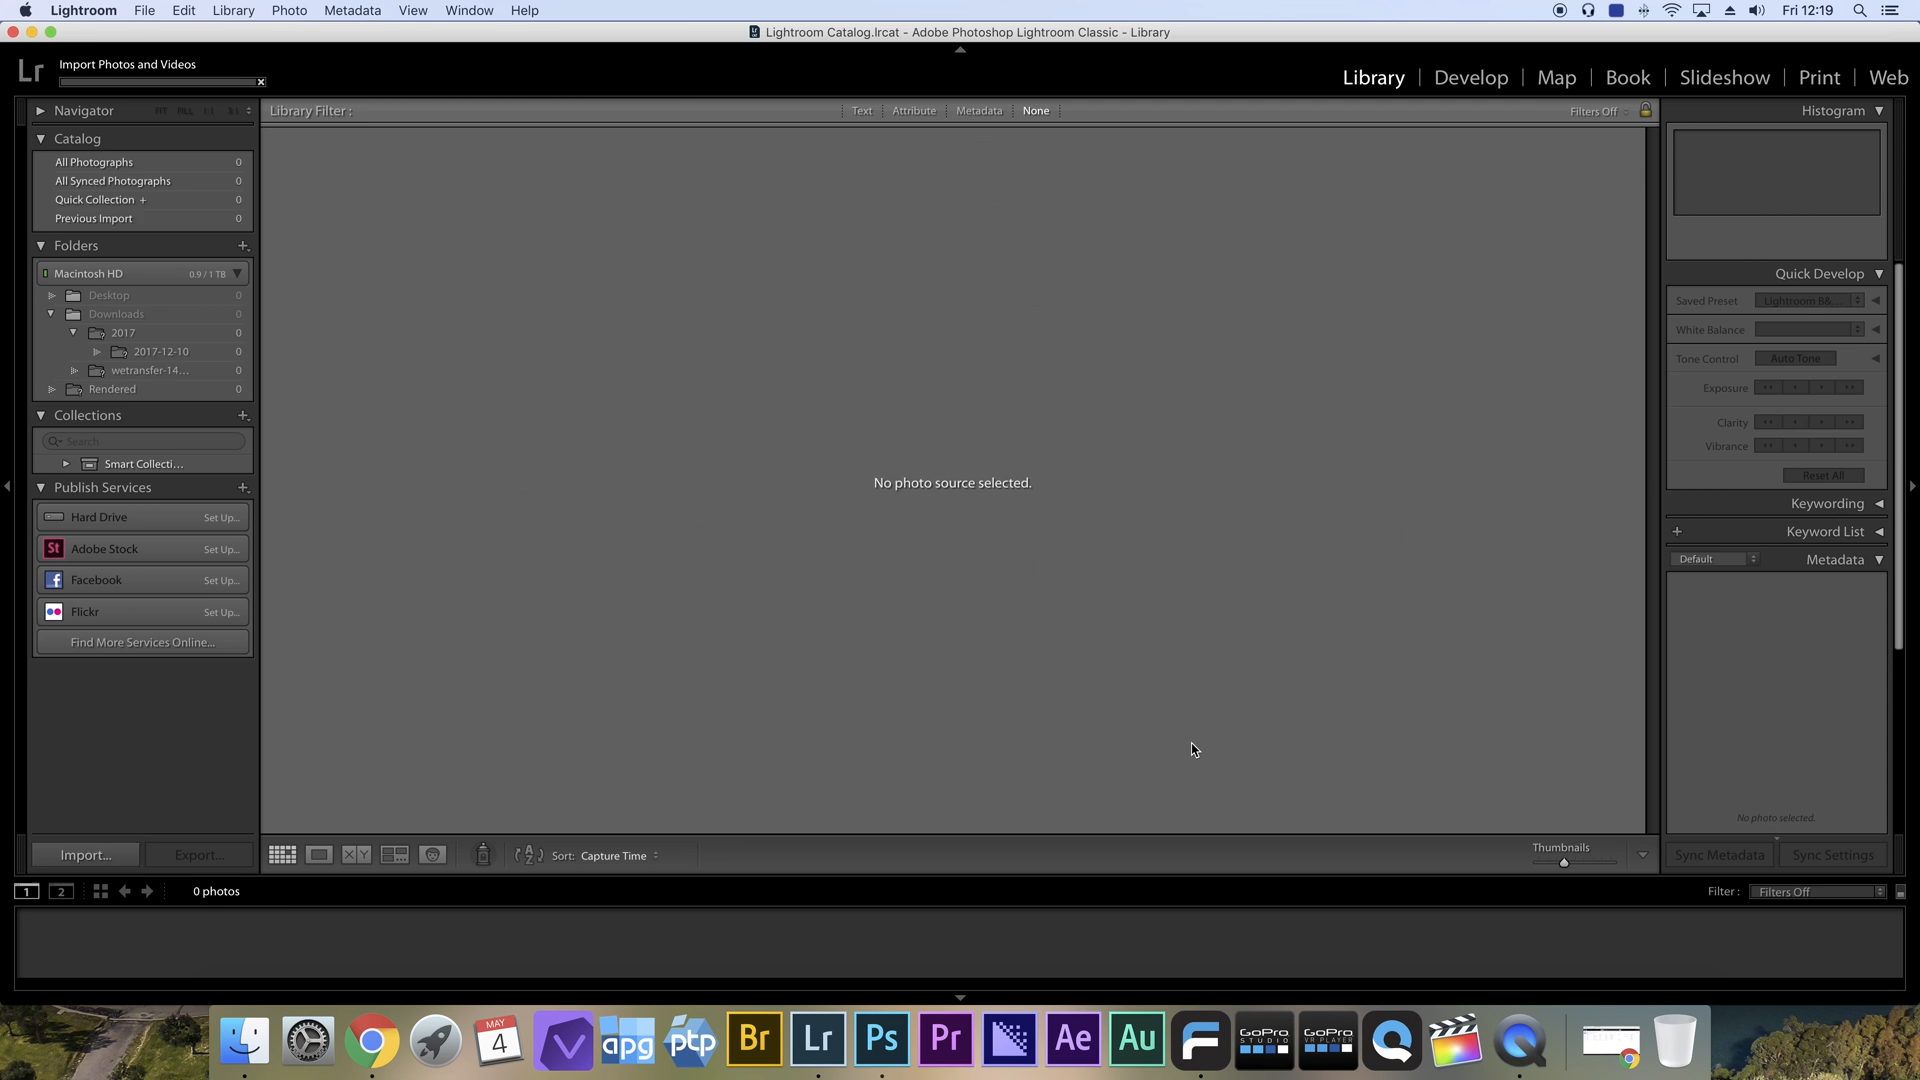 Lightroom File Edit Library Photo Metadata View Window Help Fri 12:19
Lightroom Catalog.lrcat - Adobe Photoshop Lightroom Classic - Library
Lr Import Photos and Videos
Library Develop Map Book Slideshow Print Web
Navigator FIT FILL 1:1 3:1
Library Filter : Text Attribute Metadata None Filters Off
Histogram
Catalog
All Photographs 0
All Synced Photographs 0
Quick Collection + 0
Previous Import 0
Folders
Macintosh HD 0.9 / 1 TB
Desktop 0
Downloads 0
2017 0
2017-12-10 0
wetransfer-14... 0
Rendered 0
Collections
Search
Smart Collecti...
Publish Services
Hard Drive Set Up...
St Adobe Stock Set Up...
Facebook Set Up...
Flickr Set Up...
Find More Services Online...
Import... Export...
No photo source selected.
Quick Develop
Saved Preset Lightroom B&...
White Balance
Tone Control Auto Tone
Exposure
Clarity
Vibrance
Reset All
Keywording
Keyword List
Default Metadata
No photo selected.
Sync Metadata Sync Settings
XY Sort: Capture Time Thumbnails
1 2 0 photos Filter : Filters Off
MAY
4
apg ptp Br Lr Ps Pr Ae Au
GoPro
STUDIO
GoPro
VR PLAYER